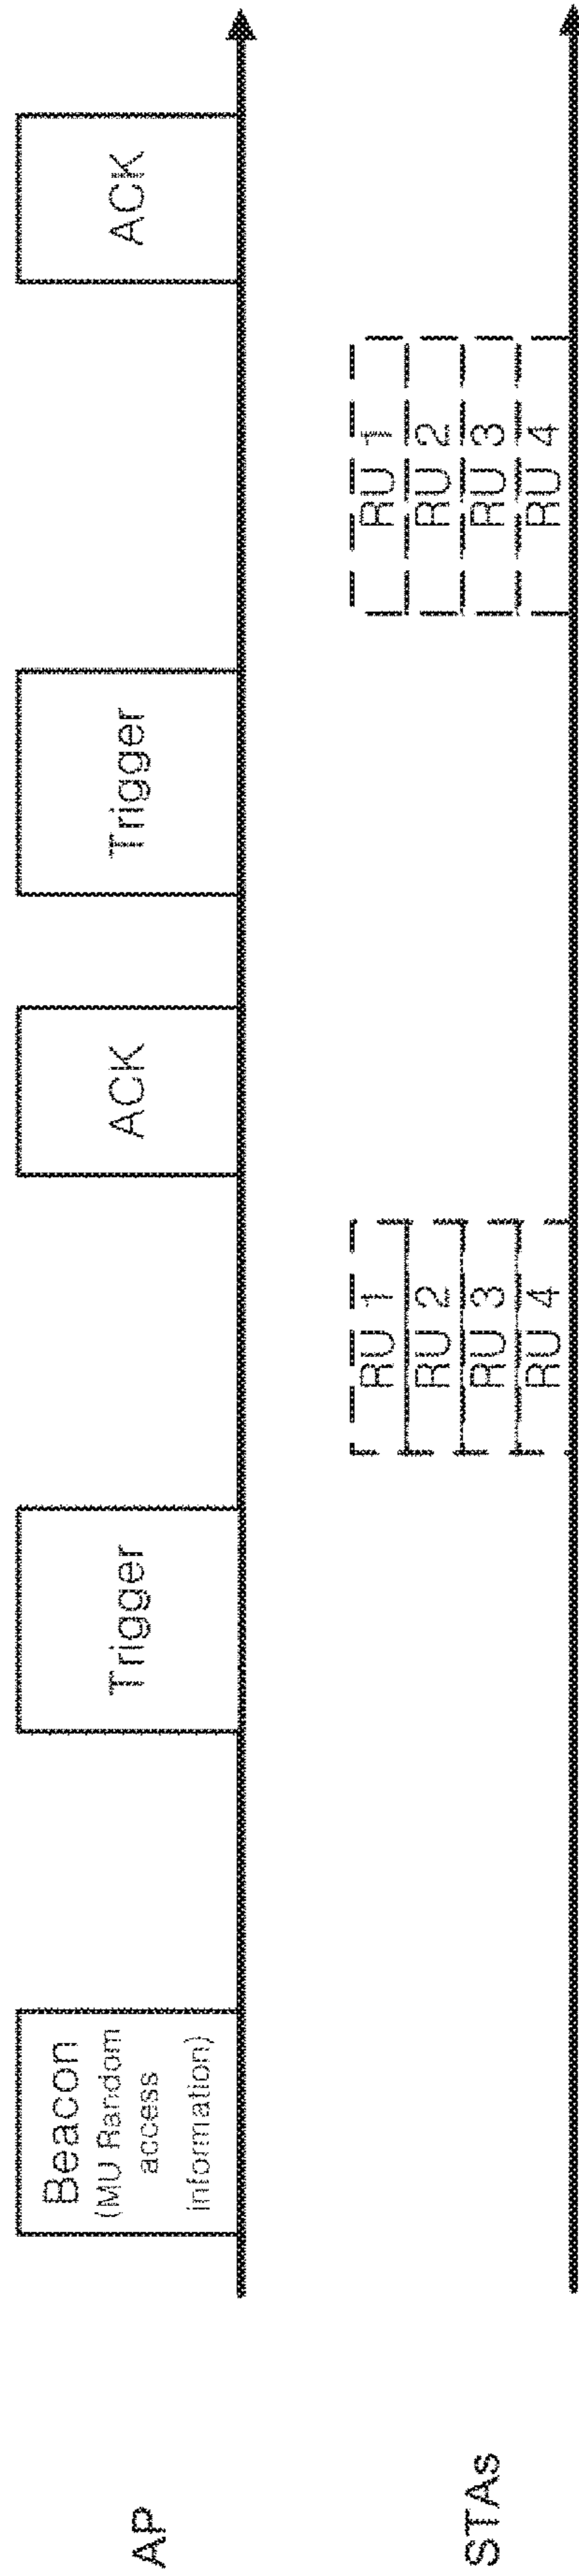 AP
Beacon
(MU Random
access
information)
Trigger
ACK
Trigger
ACK
STAs
RU 1
RU 2
RU 3
RU 4
RU 1
RU 2
RU 3
RU 4